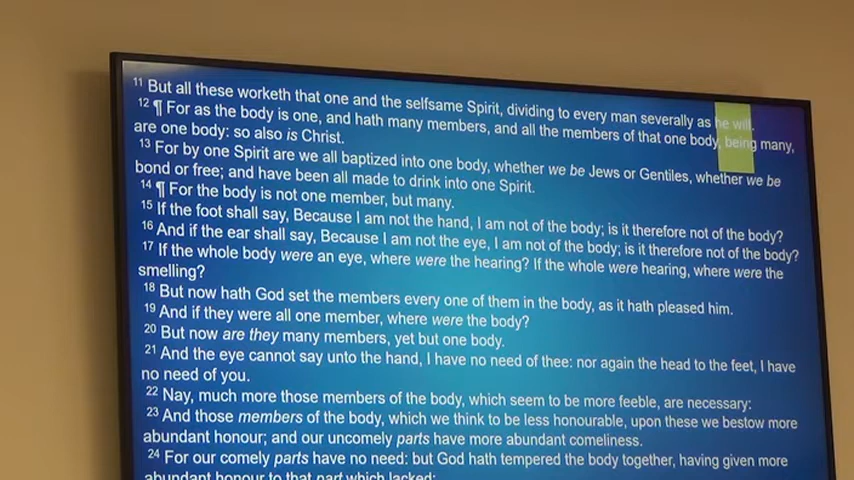 11 But all these worketh that one and the selfsame Spirit, dividing to every man severally as he will.
12 ¶ For as the body is one, and hath many members, and all the members of that one body, being many,
are one body: so also is Christ.
13 For by one Spirit are we all baptized into one body, whether we be Jews or Gentiles, whether we be
bond or free; and have been all made to drink into one Spirit.
14 ¶ For the body is not one member, but many.
15 If the foot shall say, Because I am not the hand, I am not of the body; is it therefore not of the body?
16 And if the ear shall say, Because I am not the eye, I am not of the body; is it therefore not of the body?
17 If the whole body were an eye, where were the hearing? If the whole were hearing, where were the
smelling?
18 But now hath God set the members every one of them in the body, as it hath pleased him.
19 And if they were all one member, where were the body?
20 But now are they many members, yet but one body.
21 And the eye cannot say unto the hand, I have no need of thee: nor again the head to the feet, I have
no need of you.
22 Nay, much more those members of the body, which seem to be more feeble, are necessary:
23 And those members of the body, which we think to be less honourable, upon these we bestow more
abundant honour; and our uncomely parts have more abundant comeliness.
24 For our comely parts have no need: but God hath tempered the body together, having given more
abundant honour to that part which lacked: